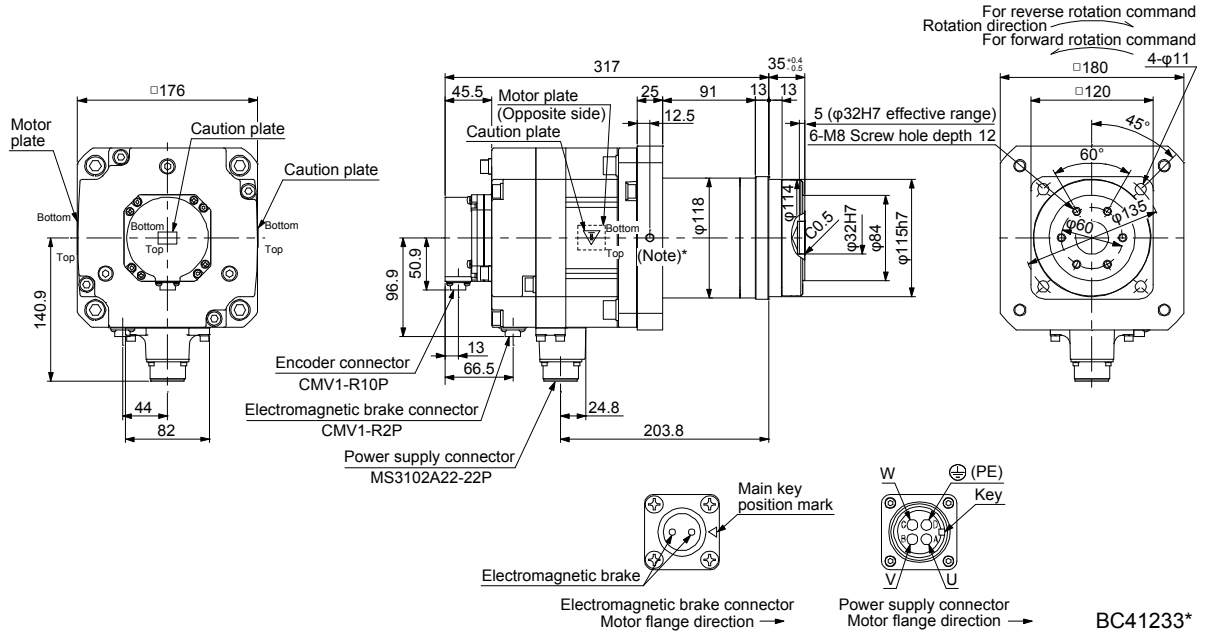 For reverse rotation command
Rotation direction
For forward rotation command
4-φ11
□176
317
35 +0.4 -0.5
□180
45.5
Motor plate
(Opposite side)
25
91
13
13
□120
Motor
plate
Caution plate
Caution plate
12.5
5 (φ32H7 effective range)
6-M8 Screw hole depth 12
45°
60°
Caution plate
Bottom
Bottom
Bottom
Top
Top
Top
Bottom
Top
(Note)*
φ118
φ114
C0.5
φ32H7
φ84
φ115h7
φ135
φ60
140.9
96.9
50.9
13
66.5
Encoder connector
CMV1-R10P
44
82
Electromagnetic brake connector
CMV1-R2P
24.8
203.8
Power supply connector
MS3102A22-22P
Main key
position mark
W
(PE)
Key
C
D
B
A
Electromagnetic brake
V
U
Electromagnetic brake connector
Motor flange direction →
Power supply connector
Motor flange direction →
BC41233*